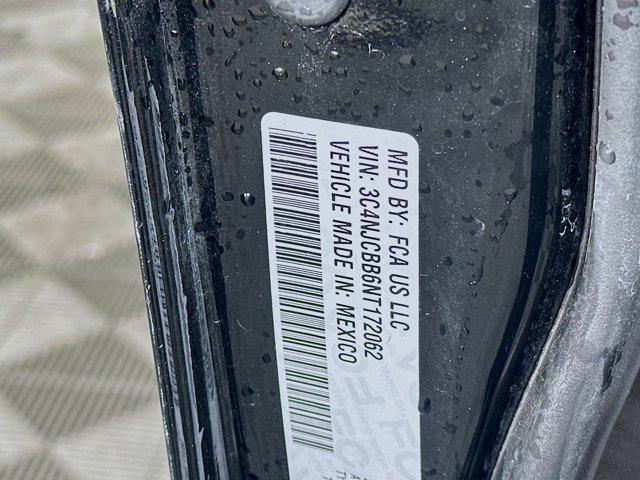 MFD BY: FCA US LLC
VIN: 3C4NJCBB6NT172062
VEHICLE MADE IN: MEXICO